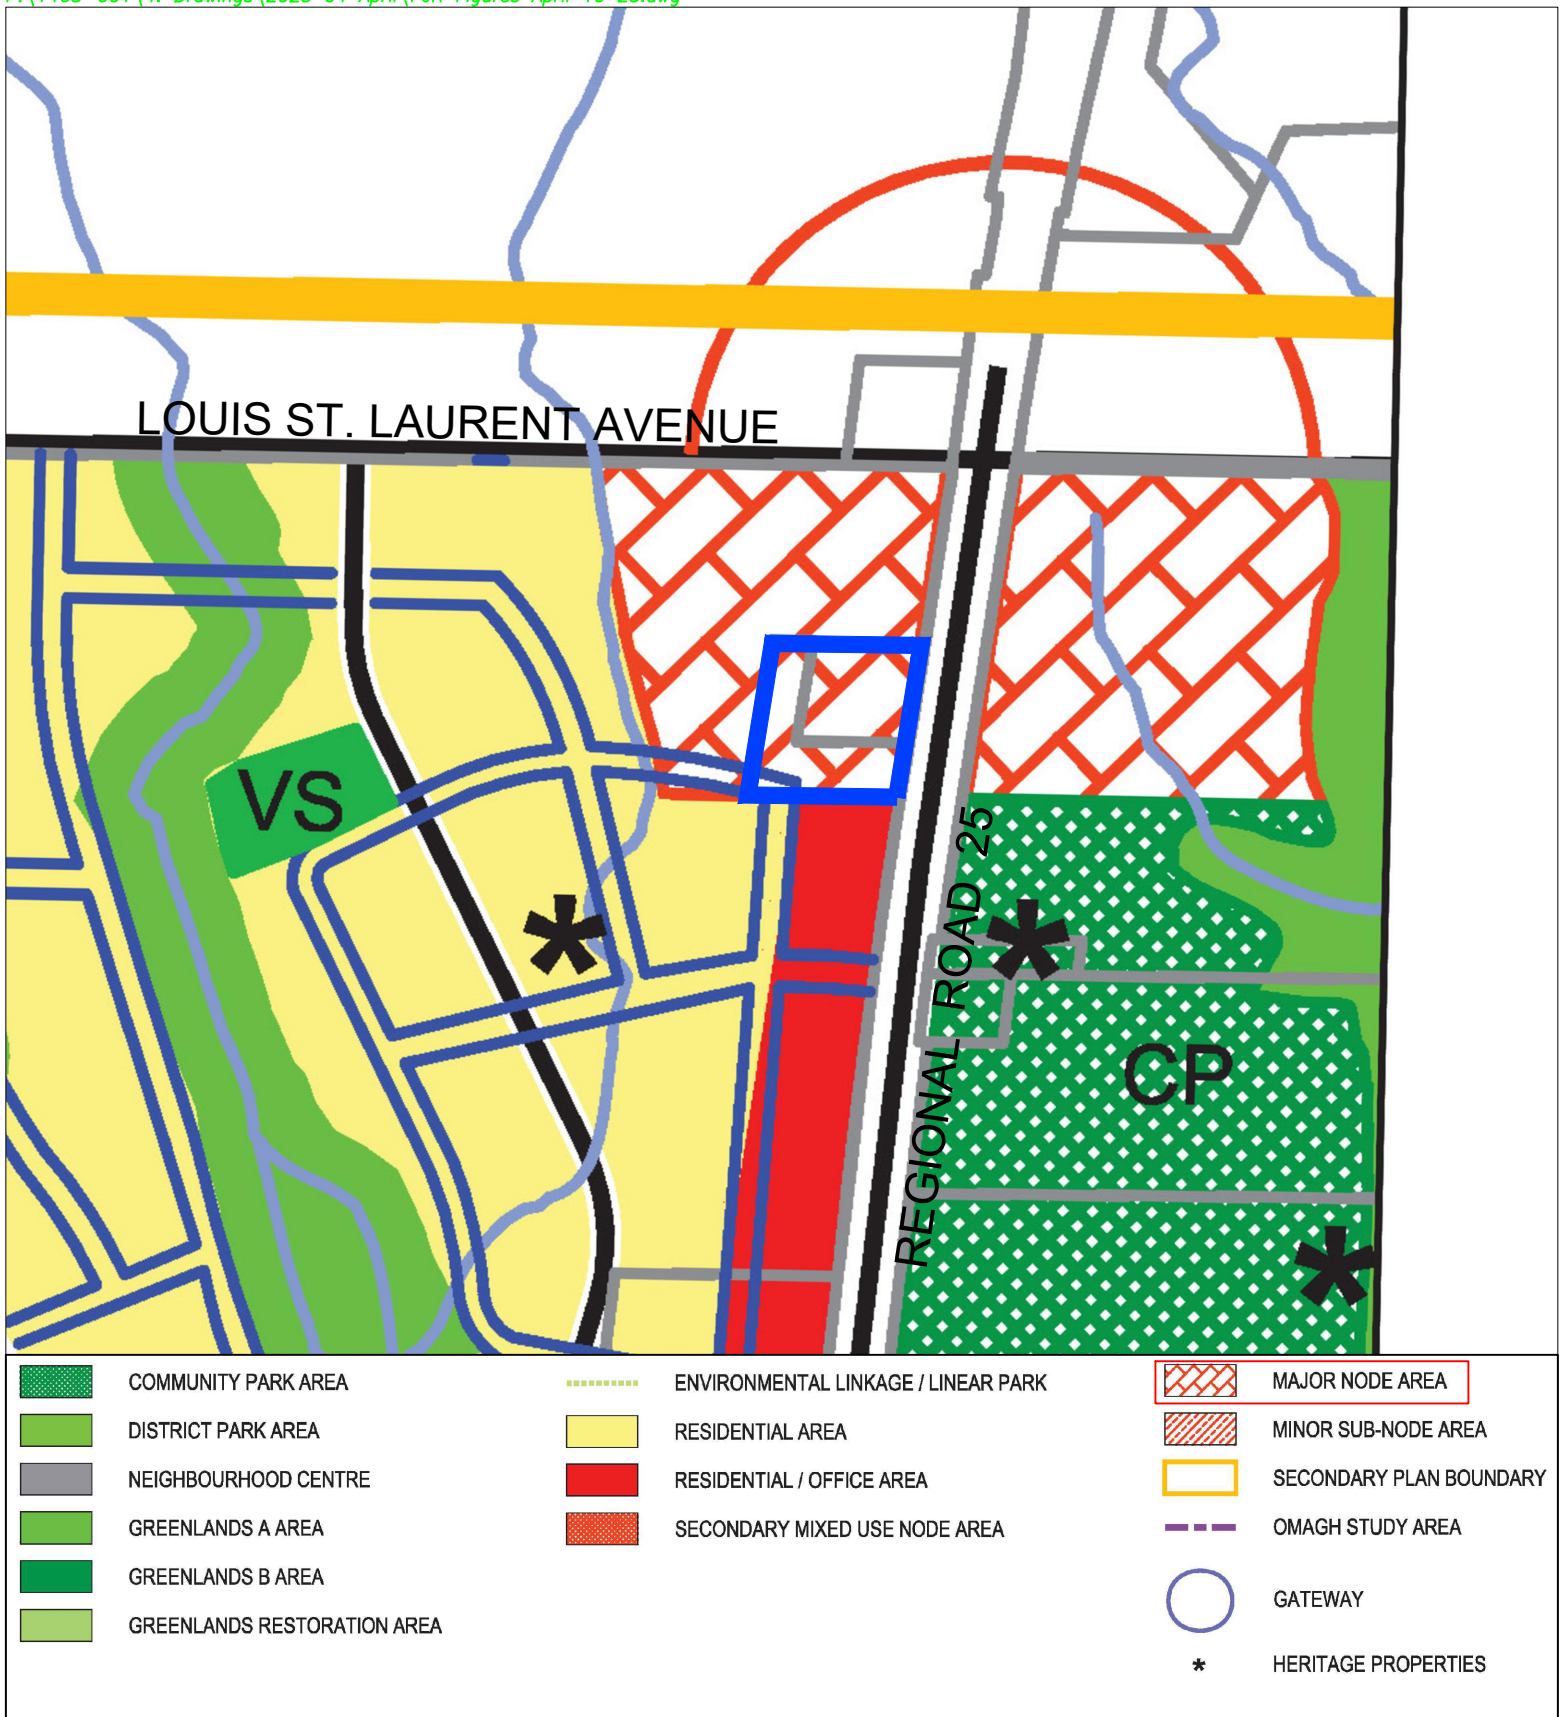 LOUIS ST. LAURENT AVENUE
VS
*
*
REGIONAL ROAD 25
CP
*
COMMUNITY PARK AREA
DISTRICT PARK AREA
NEIGHBOURHOOD CENTRE
GREENLANDS A AREA
GREENLANDS B AREA
GREENLANDS RESTORATION AREA
ENVIRONMENTAL LINKAGE / LINEAR PARK
RESIDENTIAL AREA
RESIDENTIAL / OFFICE AREA
SECONDARY MIXED USE NODE AREA
MAJOR NODE AREA
MINOR SUB-NODE AREA
SECONDARY PLAN BOUNDARY
OMAGH STUDY AREA
GATEWAY
* HERITAGE PROPERTIES